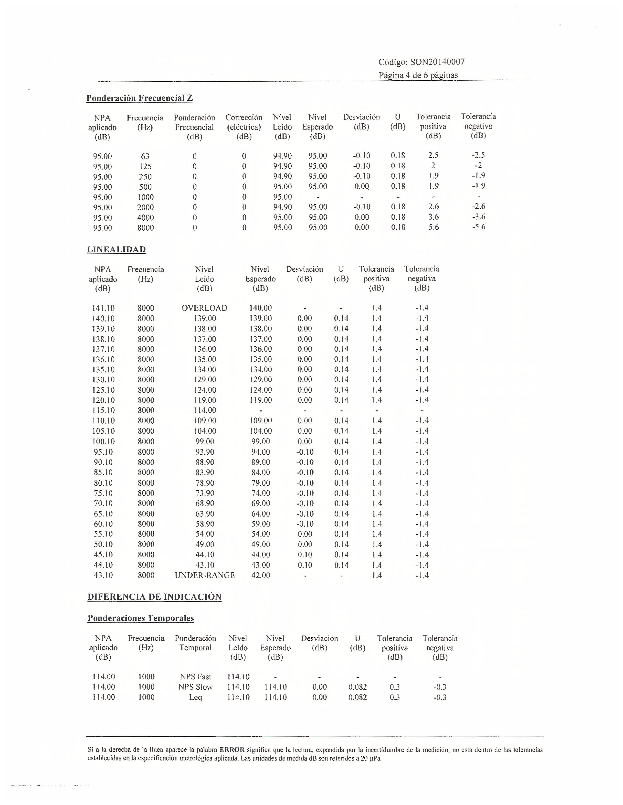 Código: SON20140007
Página 4 de 6 páginas
Ponderación Frecuencial Z
NPA aplicado (dB) Frecuencia (Hz) Ponderación Frecuencial (dB) Corrección (eléctrica) (dB) Nivel Leído (dB) Nivel Esperado (dB) Desviación (dB) U (dB) Tolerancia positiva (dB) Tolerancia negativa (dB)
95.00 63 0 0 94.90 95.00 -0.10 0.18 2.5 -2.5
95.00 125 0 0 94.90 95.00 -0.10 0.18 2 -2
95.00 250 0 0 94.90 95.00 -0.10 0.18 1.9 -1.9
95.00 500 0 0 95.00 95.00 0.00 0.18 1.9 -1.9
95.00 1000 0 0 95.00 - - - - -
95.00 2000 0 0 94.90 95.00 -0.10 0.18 2.6 -2.6
95.00 4000 0 0 95.00 95.00 0.00 0.18 3.6 -3.6
95.00 8000 0 0 95.00 95.00 0.00 0.18 5.6 -5.6
LINEALIDAD
NPA aplicado (dB) Frecuencia (Hz) Nivel Leído (dB) Nivel Esperado (dB) Desviación (dB) U (dB) Tolerancia positiva (dB) Tolerancia negativa (dB)
141.10 8000 OVERLOAD 140.00 - - 1.4 -1.4
140.10 8000 139.00 139.00 0.00 0.14 1.4 -1.4
139.10 8000 138.00 138.00 0.00 0.14 1.4 -1.4
138.10 8000 137.00 137.00 0.00 0.14 1.4 -1.4
137.10 8000 136.00 136.00 0.00 0.14 1.4 -1.4
136.10 8000 135.00 135.00 0.00 0.14 1.4 -1.4
135.10 8000 134.00 134.00 0.00 0.14 1.4 -1.4
130.10 8000 129.00 129.00 0.00 0.14 1.4 -1.4
125.10 8000 124.00 124.00 0.00 0.14 1.4 -1.4
120.10 8000 119.00 119.00 0.00 0.14 1.4 -1.4
115.10 8000 114.00 - - - - -
110.10 8000 109.00 109.00 0.00 0.14 1.4 -1.4
105.10 8000 104.00 104.00 0.00 0.14 1.4 -1.4
100.10 8000 99.00 99.00 0.00 0.14 1.4 -1.4
95.10 8000 93.90 94.00 -0.10 0.14 1.4 -1.4
90.10 8000 88.90 89.00 -0.10 0.14 1.4 -1.4
85.10 8000 83.90 84.00 -0.10 0.14 1.4 -1.4
80.10 8000 78.90 79.00 -0.10 0.14 1.4 -1.4
75.10 8000 73.90 74.00 -0.10 0.14 1.4 -1.4
70.10 8000 68.90 69.00 -0.10 0.14 1.4 -1.4
65.10 8000 63.90 64.00 -0.10 0.14 1.4 -1.4
60.10 8000 58.90 59.00 -0.10 0.14 1.4 -1.4
55.10 8000 54.00 54.00 0.00 0.14 1.4 -1.4
50.10 8000 49.00 49.00 0.00 0.14 1.4 -1.4
45.10 8000 44.10 44.00 0.10 0.14 1.4 -1.4
44.10 8000 43.10 43.00 0.10 0.14 1.4 -1.4
43.10 8000 UNDER-RANGE 42.00 - - 1.4 -1.4
DIFERENCIA DE INDICACIÓN
Ponderaciones Temporales
NPA aplicado (dB) Frecuencia (Hz) Ponderación Temporal Nivel Leído (dB) Nivel Esperado (dB) Desviación (dB) U (dB) Tolerancia positiva (dB) Tolerancia negativa (dB)
114.00 1000 NPS Fast 114.10 - - - - -
114.00 1000 NPS Slow 114.10 114.10 0.00 0.082 0.3 -0.3
114.00 1000 Leq 114.10 114.10 0.00 0.082 0.3 -0.3
Si a la derecha de la línea aparece la palabra ERROR significa que la lectura, expandida por la incertidumbre de la medición, no está dentro de las tolerancias
establecidas en la especificación metrológica aplicada. Las unidades de medida dB son referidos a 20 µPa.